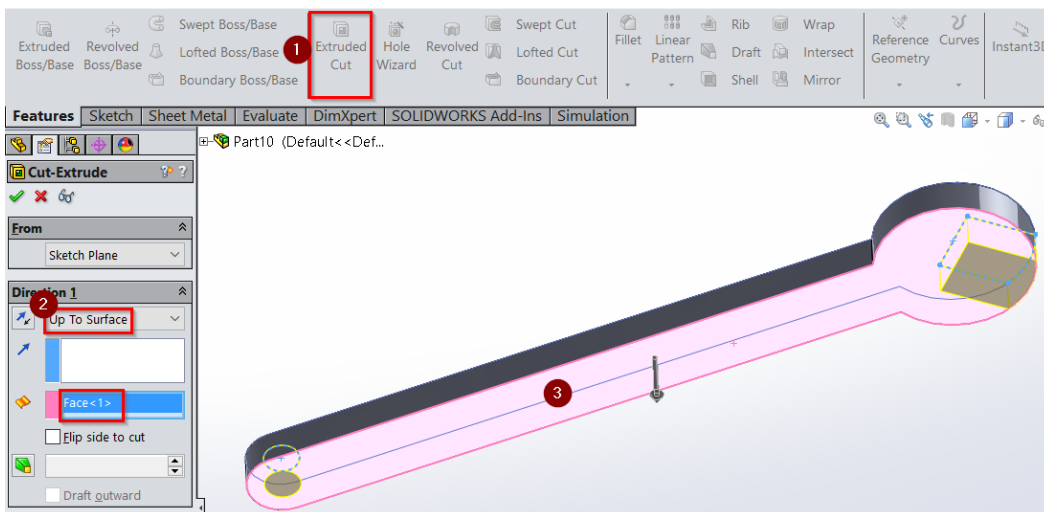 Extruded Boss/Base
Revolved Boss/Base
Swept Boss/Base
Lofted Boss/Base
Boundary Boss/Base
1
Extruded Cut
Hole Wizard
Revolved Cut
Swept Cut
Lofted Cut
Boundary Cut
Fillet
Linear Pattern
Rib
Draft
Shell
Wrap
Intersect
Mirror
Reference Geometry
Curves
Instant3D
Features Sketch Sheet Metal Evaluate DimXpert SOLIDWORKS Add-Ins Simulation
Part10 (Default<<Def...
Cut-Extrude
From
Sketch Plane
Direction 1
2
Up To Surface
Face<1>
Flip side to cut
Draft outward
3